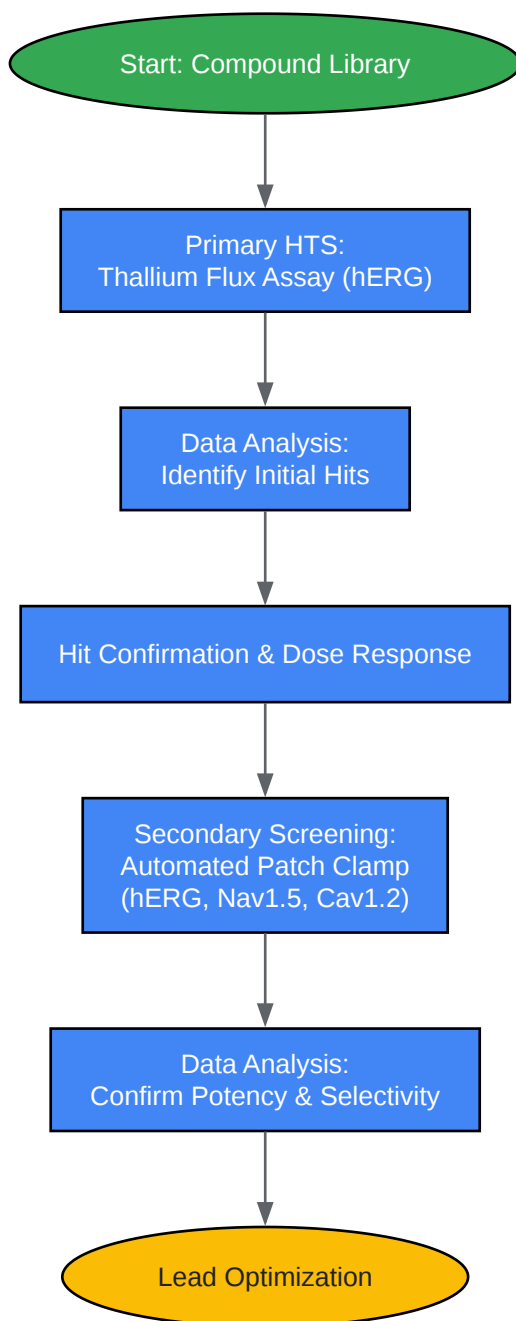 Start: Compound Library
Primary HTS:
Thallium Flux Assay (hERG)
Data Analysis:
Identify Initial Hits
Hit Confirmation & Dose Response
Secondary Screening:
Automated Patch Clamp
(hERG, Nav1.5, Cav1.2)
Data Analysis:
Confirm Potency & Selectivity
Lead Optimization